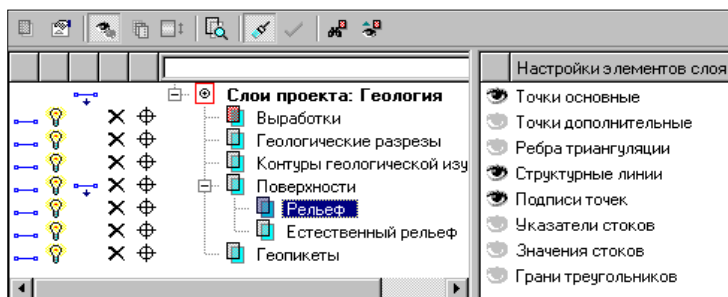 Настройки элементов слоя
Слои проекта: Геология
Выработки
Геологические разрезы
Контуры геологической изу
Поверхности
Рельеф
Естественный рельеф
Геопикеты
Точки основные
Точки дополнительные
Ребра триангуляции
Структурные линии
Подписи точек
Указатели стоков
Значения стоков
Грани треугольников